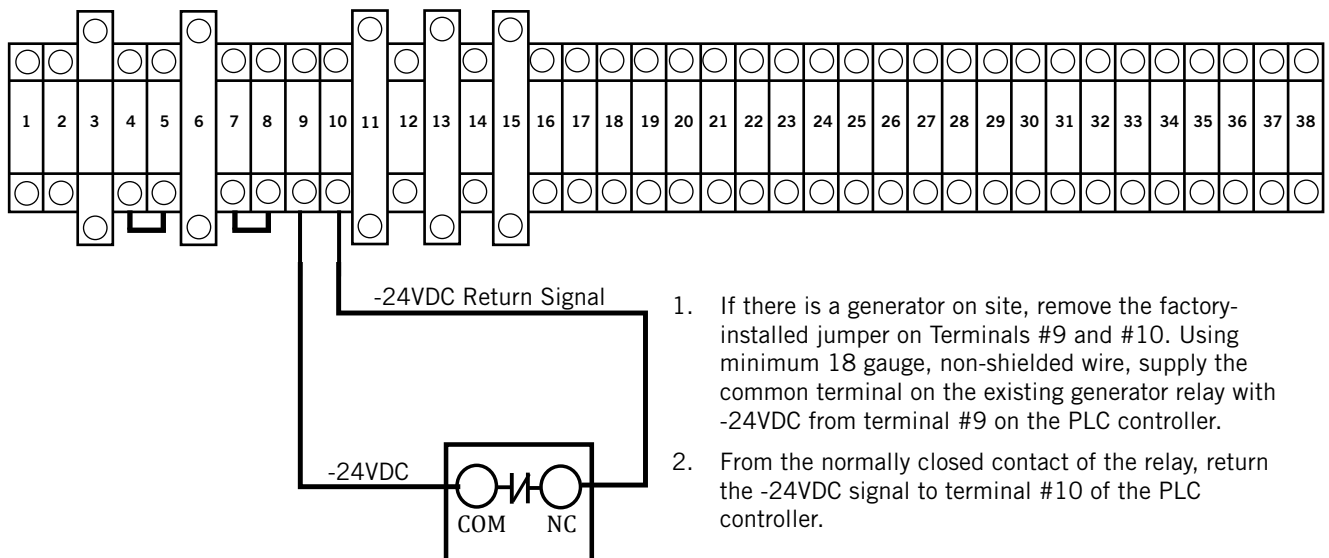 1 2 3 4 5 6 7 8 9 10 11 12 13 14 15 16 17 18 19 20 21 22 23 24 25 26 27 28 29 30 31 32 33 34 35 36 37 38
-24VDC Return Signal
-24VDC
COM NC
1. If there is a generator on site, remove the factory-
installed jumper on Terminals #9 and #10. Using
minimum 18 gauge, non-shielded wire, supply the
common terminal on the existing generator relay with
-24VDC from terminal #9 on the PLC controller.
2. From the normally closed contact of the relay, return
the -24VDC signal to terminal #10 of the PLC
controller.